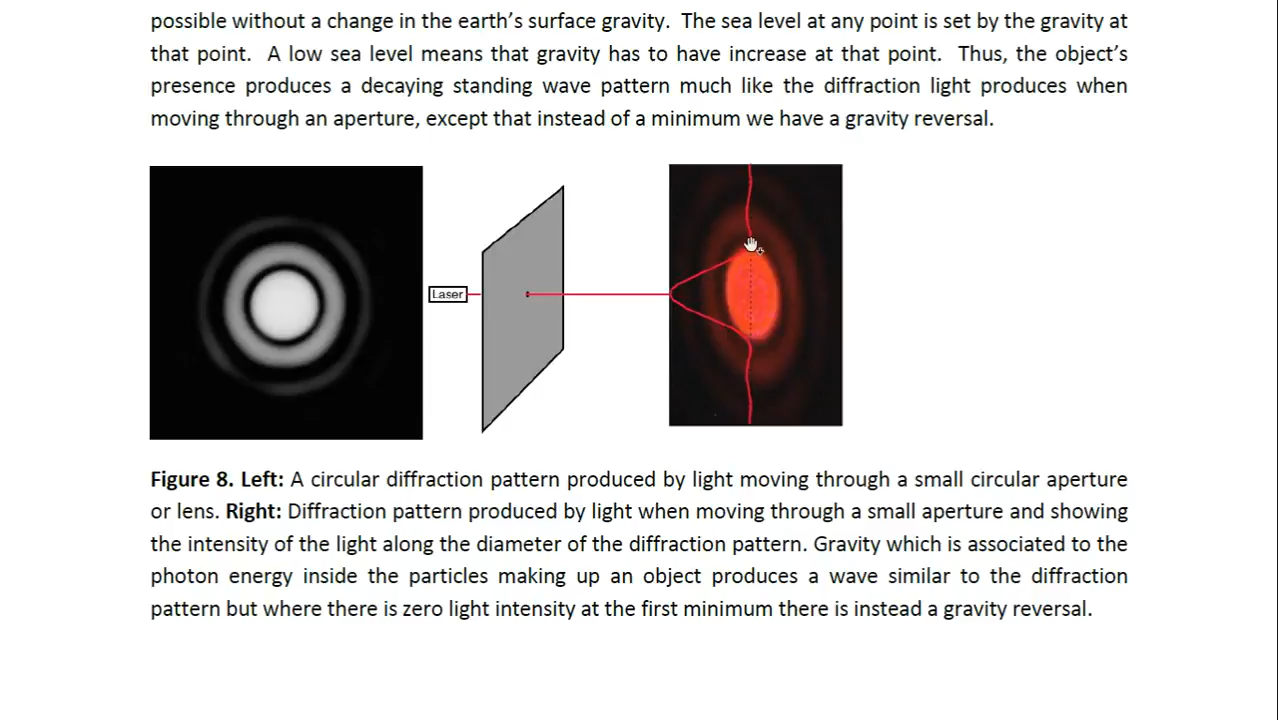 possible without a change in the earth's surface gravity. The sea level at any point is set by the gravity at
that point. A low sea level means that gravity has to have increase at that point. Thus, the object's
presence produces a decaying standing wave pattern much like the diffraction light produces when
moving through an aperture, except that instead of a minimum we have a gravity reversal.
Laser
Figure 8. Left: A circular diffraction pattern produced by light moving through a small circular aperture
or lens. Right: Diffraction pattern produced by light when moving through a small aperture and showing
the intensity of the light along the diameter of the diffraction pattern. Gravity which is associated to the
photon energy inside the particles making up an object produces a wave similar to the diffraction
pattern but where there is zero light intensity at the first minimum there is instead a gravity reversal.